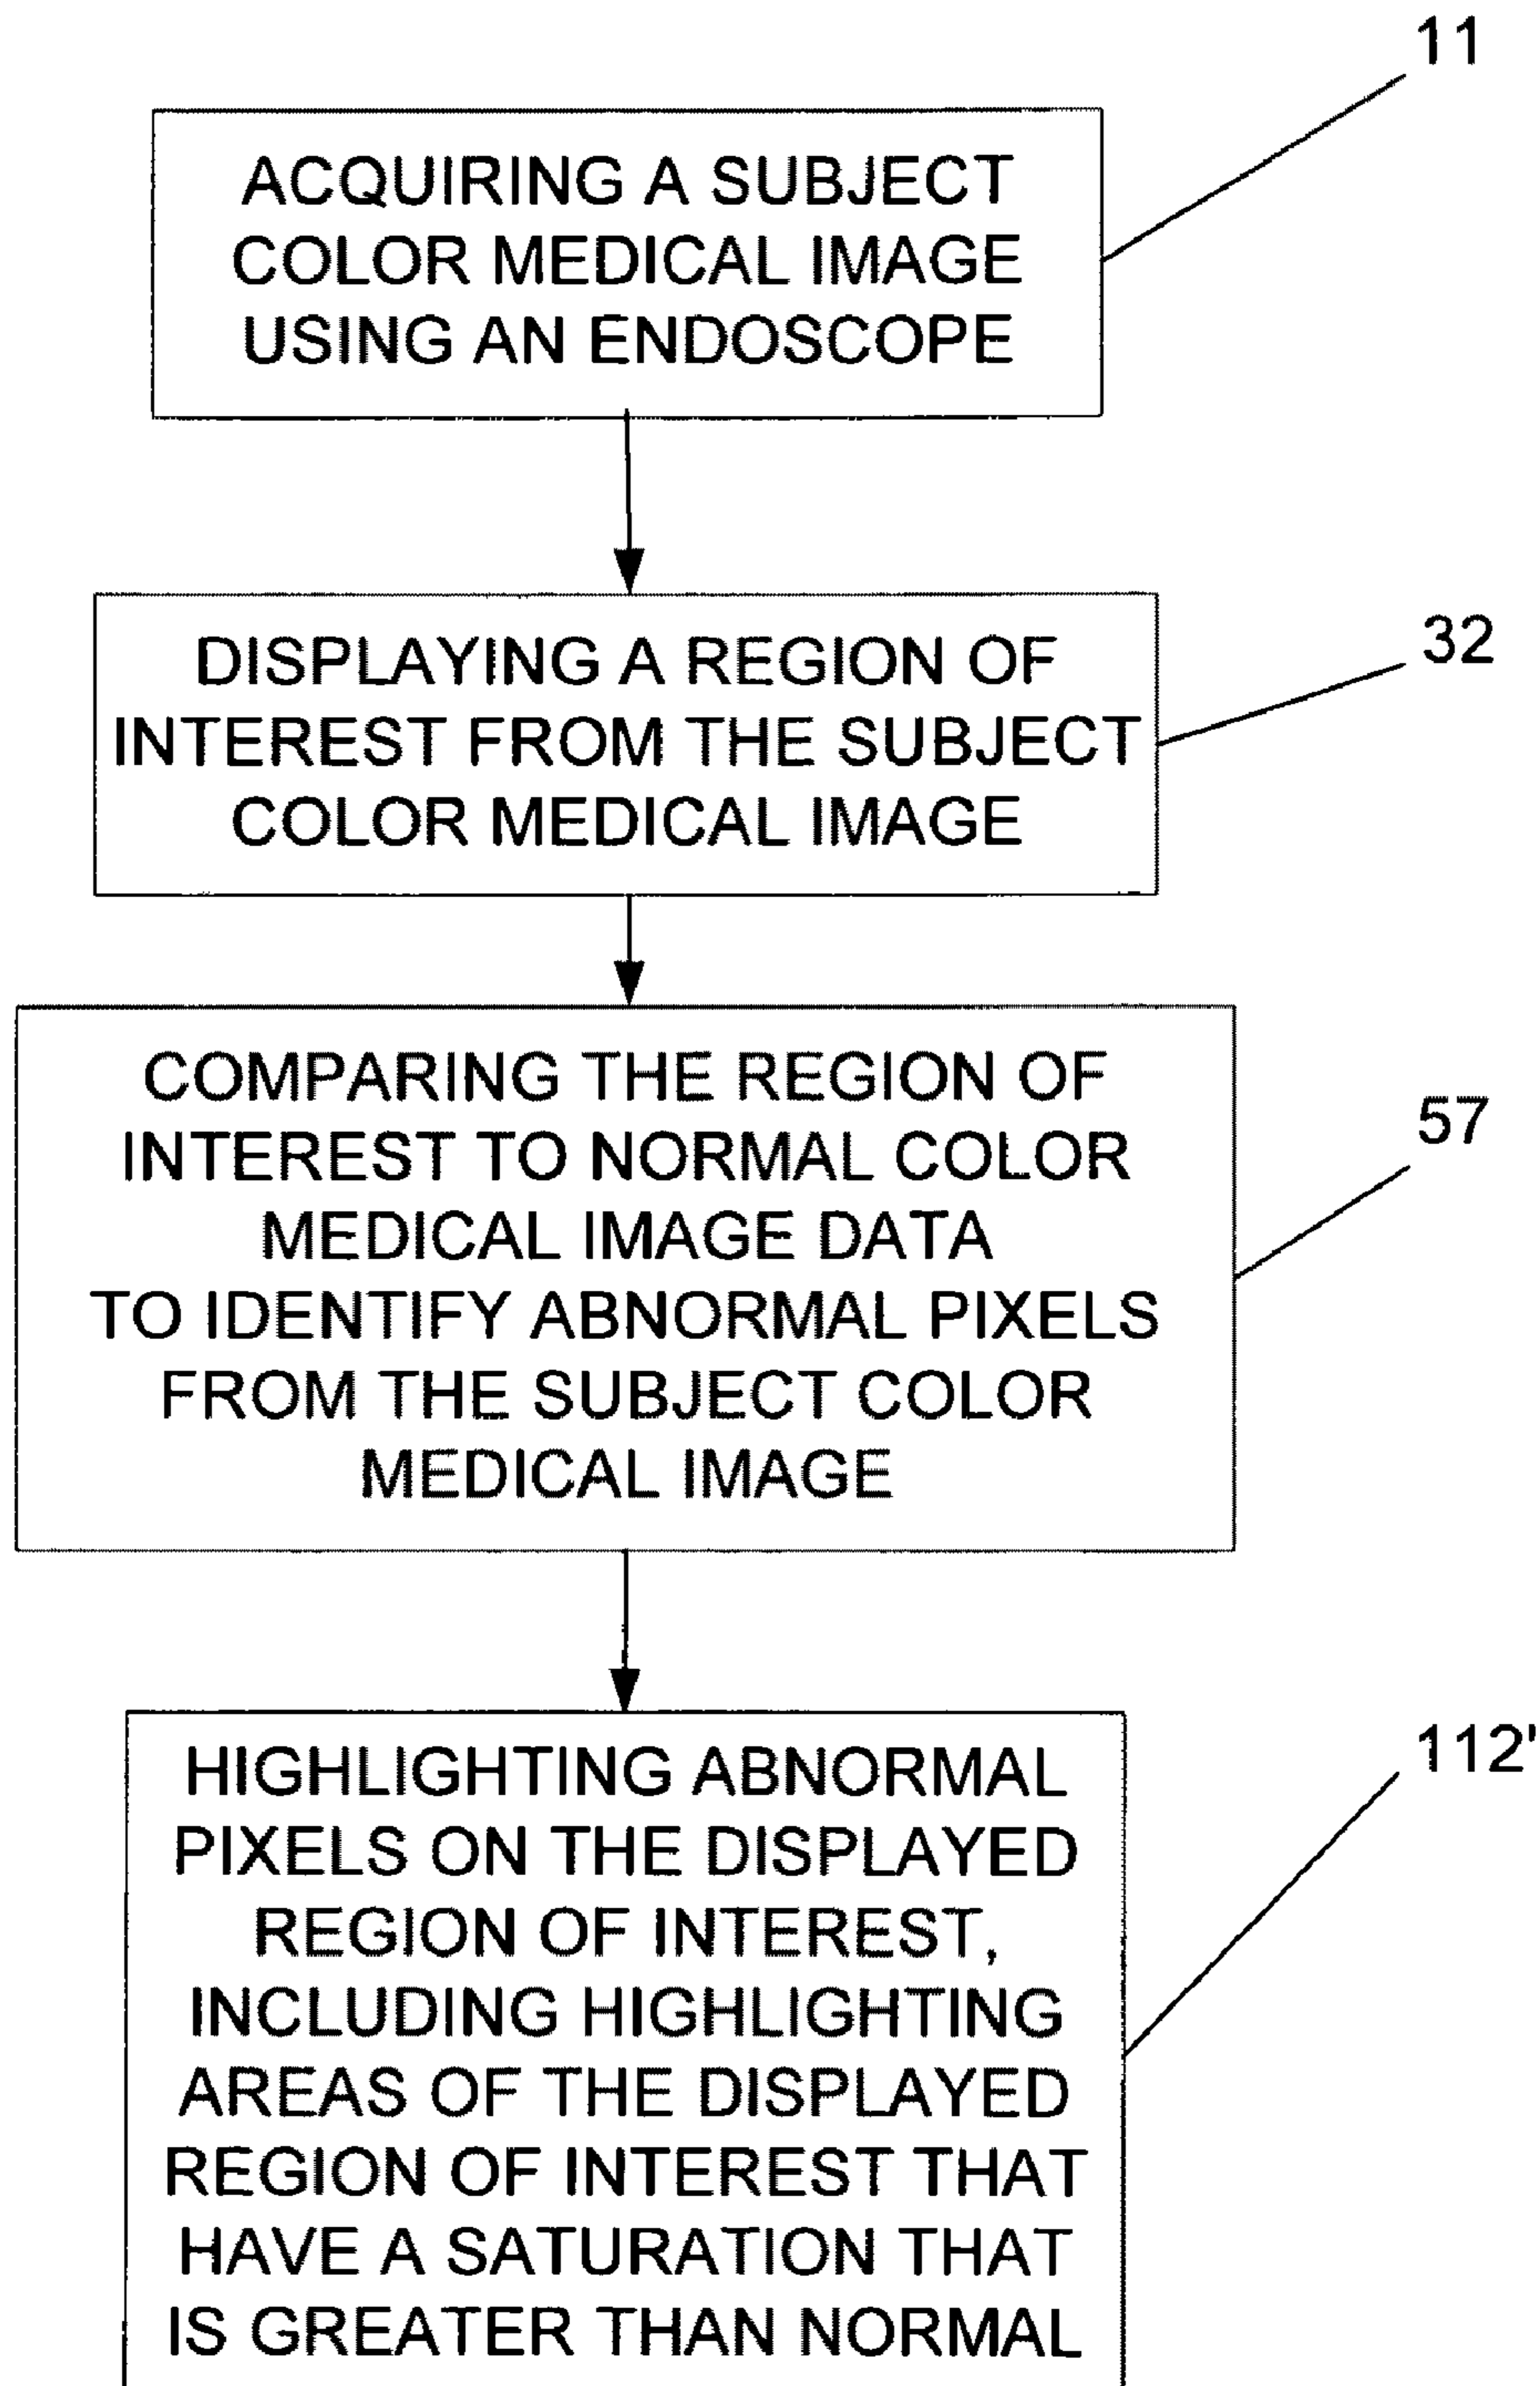 11
ACQUIRING A SUBJECT
COLOR MEDICAL IMAGE
USING AN ENDOSCOPE
32
DISPLAYING A REGION OF
INTEREST FROM THE SUBJECT
COLOR MEDICAL IMAGE
57
COMPARING THE REGION OF
INTEREST TO NORMAL COLOR
MEDICAL IMAGE DATA
TO IDENTIFY ABNORMAL PIXELS
FROM THE SUBJECT COLOR
MEDICAL IMAGE
112'
HIGHLIGHTING ABNORMAL
PIXELS ON THE DISPLAYED
REGION OF INTEREST,
INCLUDING HIGHLIGHTING
AREAS OF THE DISPLAYED
REGION OF INTEREST THAT
HAVE A SATURATION THAT
IS GREATER THAN NORMAL